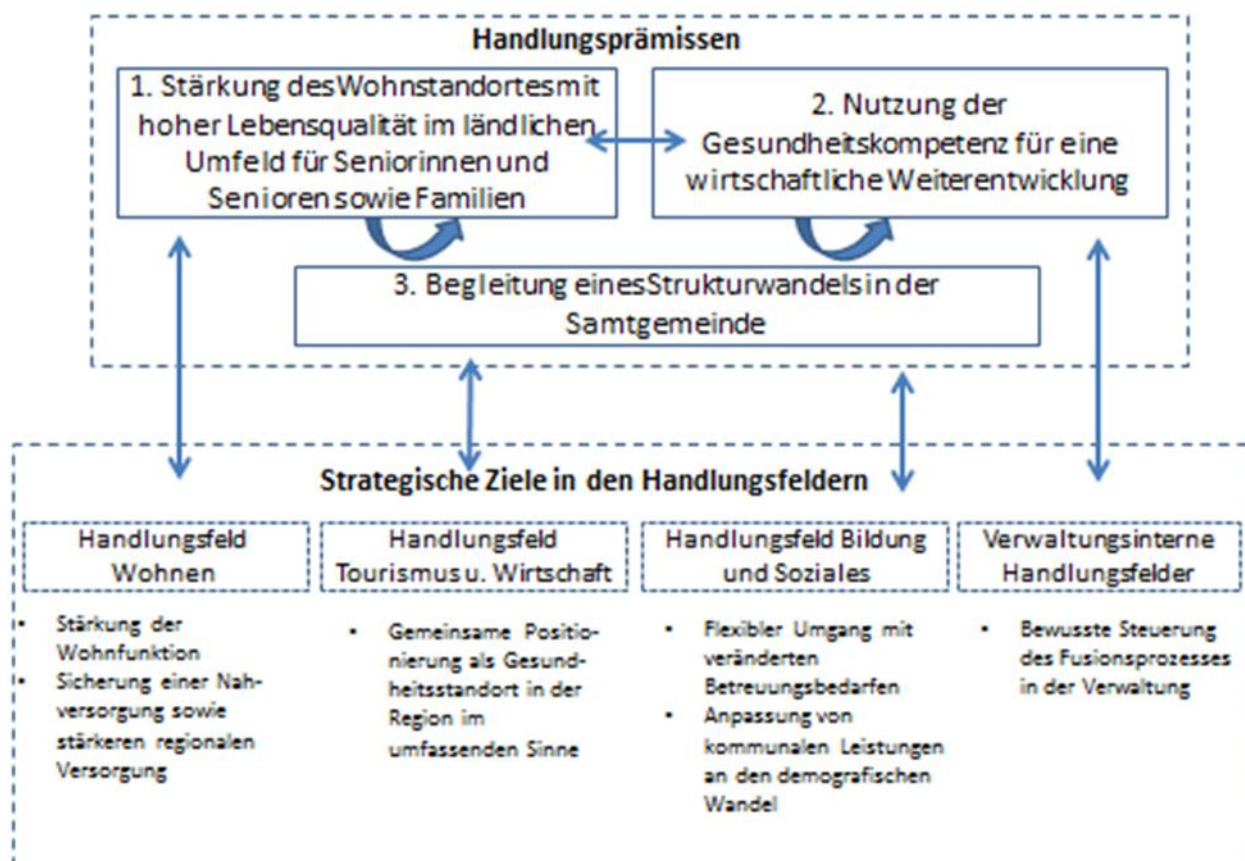 Handlungsprämissen
1. Stärkung des Wohnstandortes mit
hoher Lebensqualität im ländlichen
Umfeld für Seniorinnen und
Senioren sowie Familien
2. Nutzung der
Gesundheitskompetenz für eine
wirtschaftliche Weiterentwicklung
3. Begleitung eines Strukturwandels in der
Samtgemeinde
Strategische Ziele in den Handlungsfeldern
Handlungsfeld
Wohnen
• Stärkung der
Wohnfunktion
• Sicherung einer Nah-
versorgung sowie
stärkeren regionalen
Versorgung
Handlungsfeld
Tourismus u. Wirtschaft
• Gemeinsame Positio-
nierung als Gesund-
heitsstandort in der
Region im
umfassenden Sinne
Handlungsfeld Bildung
und Soziales
• Flexibler Umgang mit
veränderten
Betreuungsbedarfen
• Anpassung von
kommunalen Leistungen
an den demografischen
Wandel
Verwaltungsinterne
Handlungsfelder
• Bewusste Steuerung
des Fusionsprozesses
in der Verwaltung